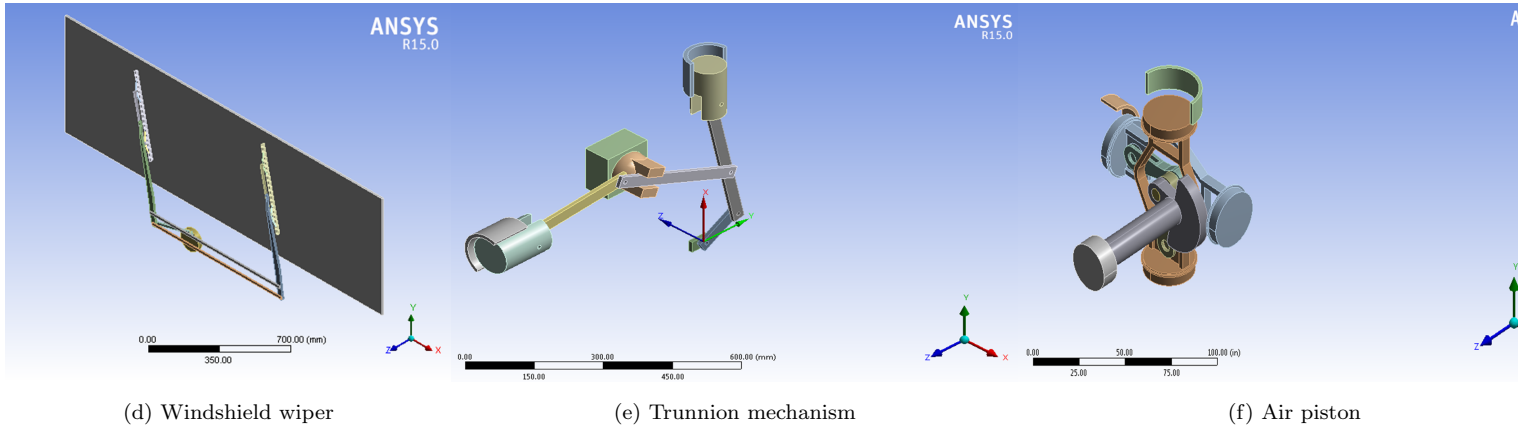 ANSYS
R15.0
Y
Z
X
0.00
700.00 (mm)
350.00
(d) Windshield wiper
ANSYS
R15.0
X
Z
Y
Y
Z
X
0.00
300.00
600.00 (mm)
150.00
450.00
(e) Trunnion mechanism
A
Y
Z
0.00
50.00
100.00 (in)
25.00
75.00
(f) Air piston